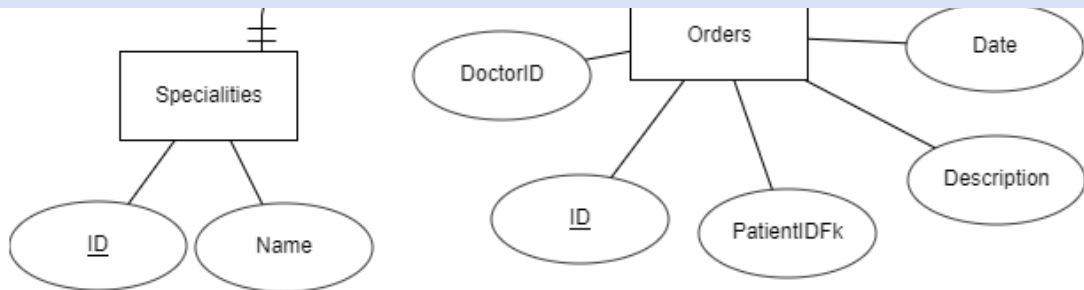 Specialities
ID
Name
Orders
DoctorID
Date
ID
PatientIDFk
Description